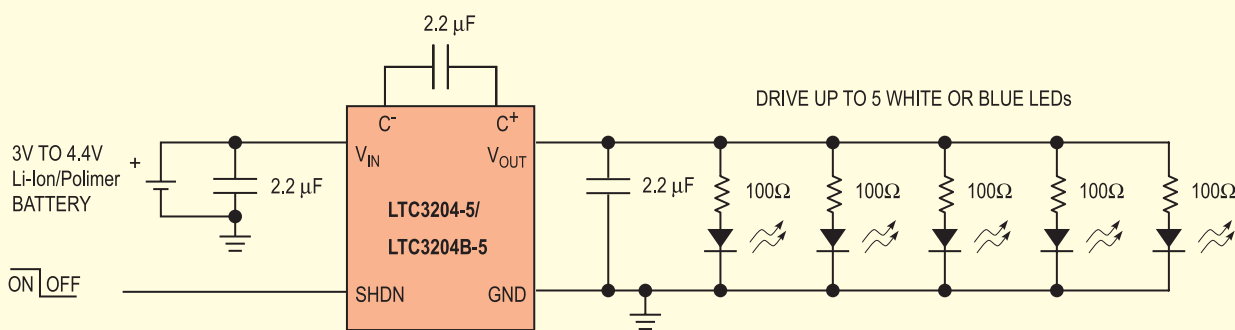 2.2 µF
DRIVE UP TO 5 WHITE OR BLUE LEDs
C-
C+
3V TO 4.4V
Li-Ion/Polimer
BATTERY
+
2.2 µF
VIN
VOUT
LTC3204-5/
LTC3204B-5
2.2 µF
100Ω
100Ω
100Ω
100Ω
100Ω
ON OFF
SHDN
GND